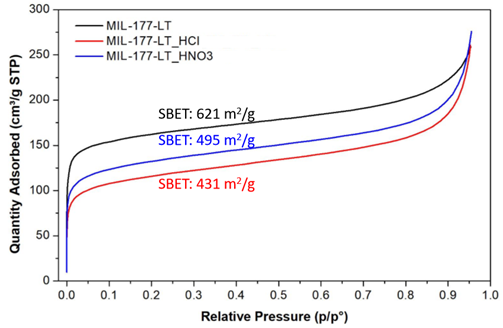 MIL-177-LT
MIL-177-LT_HCl
MIL-177-LT_HNO3
Quantity Adsorbed (cm³/g STP)
300
250
200
150
100
50
0
SBET: 621 m²/g
SBET: 495 m²/g
SBET: 431 m²/g
0.0 0.1 0.2 0.3 0.4 0.5 0.6 0.7 0.8 0.9 1.0
Relative Pressure (p/p°)